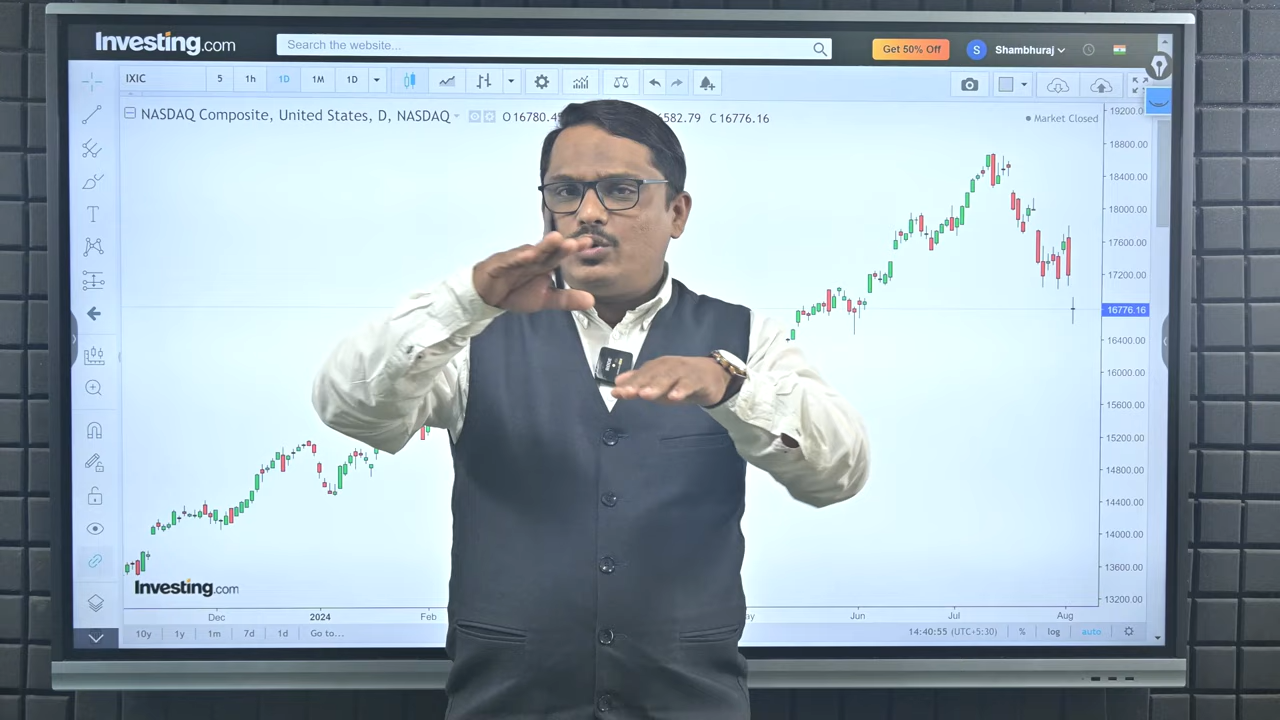 Investing.com
Search the website...
Get 50% Off
S
Shambhuraj
IXIC
5
1h
1D
1M
1D
NASDAQ Composite, United States, D, NASDAQ
O16780.4
582.79 C16776.16
Market Closed
T
19200.00
18800.00
18400.00
18000.00
17600.00
17200.00
16776.16
16400.00
16000.00
15600.00
15200.00
14800.00
14400.00
14000.00
13600.00
13200.00
Investing.com
Dec
2024
Feb
Jun
Jul
Aug
10y
1y
1m
7d
1d
Go to...
14:40:55 (UTC+5:30)
%
log
auto